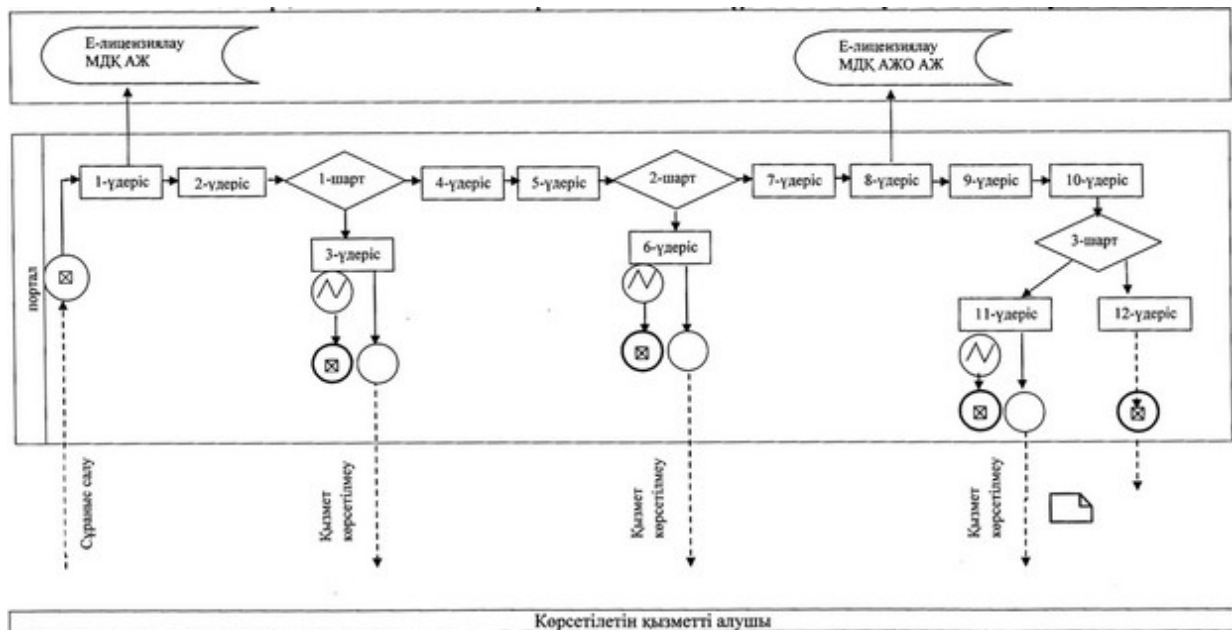 Е-лицензиялау
МДҚ АЖ
Е-лицензиялау
МДҚ АЖО АЖ
портал
1-үдеріс
2-үдеріс
1-шарт
4-үдеріс
5-үдеріс
2-шарт
7-үдеріс
8-үдеріс
9-үдеріс
10-үдеріс
3-үдеріс
6-үдеріс
3-шарт
11-үдеріс
12-үдеріс
Сұраныс салу
Қызмет
көрсетілмеу
Қызмет
көрсетілмеу
Қызмет
көрсетілмеу
Көрсетілетін қызметті алушы